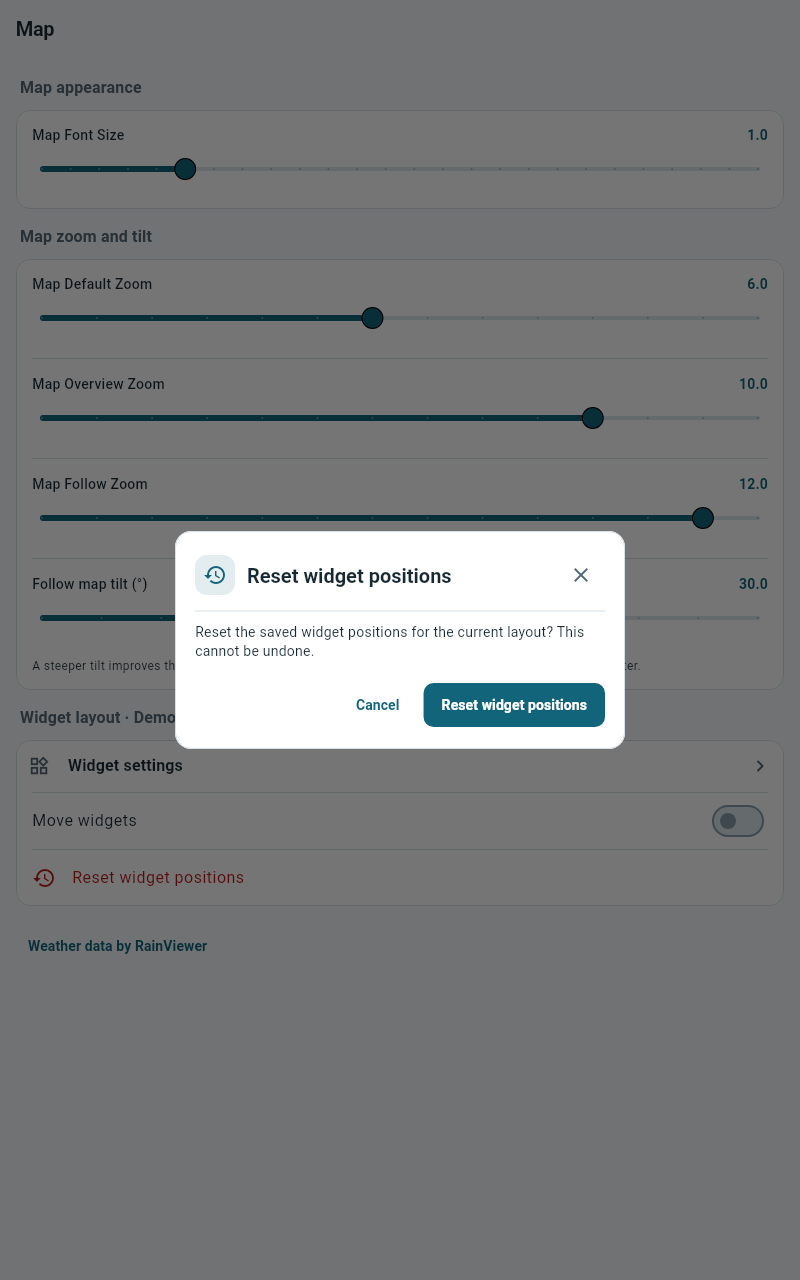 Map
Map appearance
Map Font Size 1.0
Map zoom and tilt
Map Default Zoom 6.0
Map Overview Zoom 10.0
Map Follow Zoom 12.0
Follow map tilt (°) 30.0
A steeper tilt improves
Widget layout · Demo
Reset widget positions
Reset the saved widget positions for the current layout? This
cannot be undone.
Cancel Reset widget positions
Widget settings
Move widgets
Reset widget positions
Weather data by RainViewer